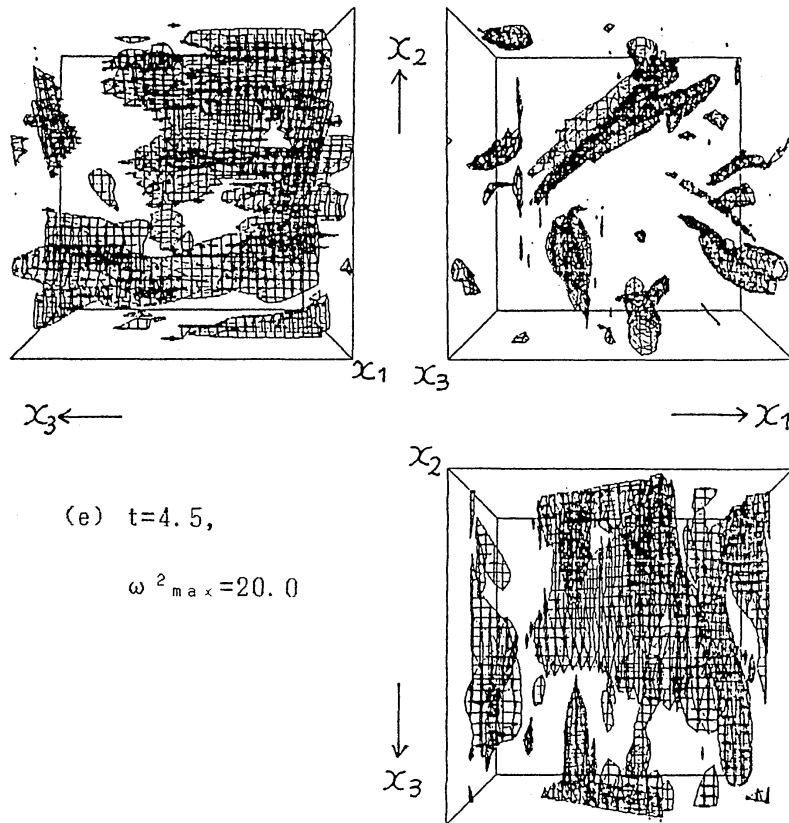 x₂
x₁
x₃
x₃
x₁
x₂
(e) t=4.5,
ω²max=20.0
x₃